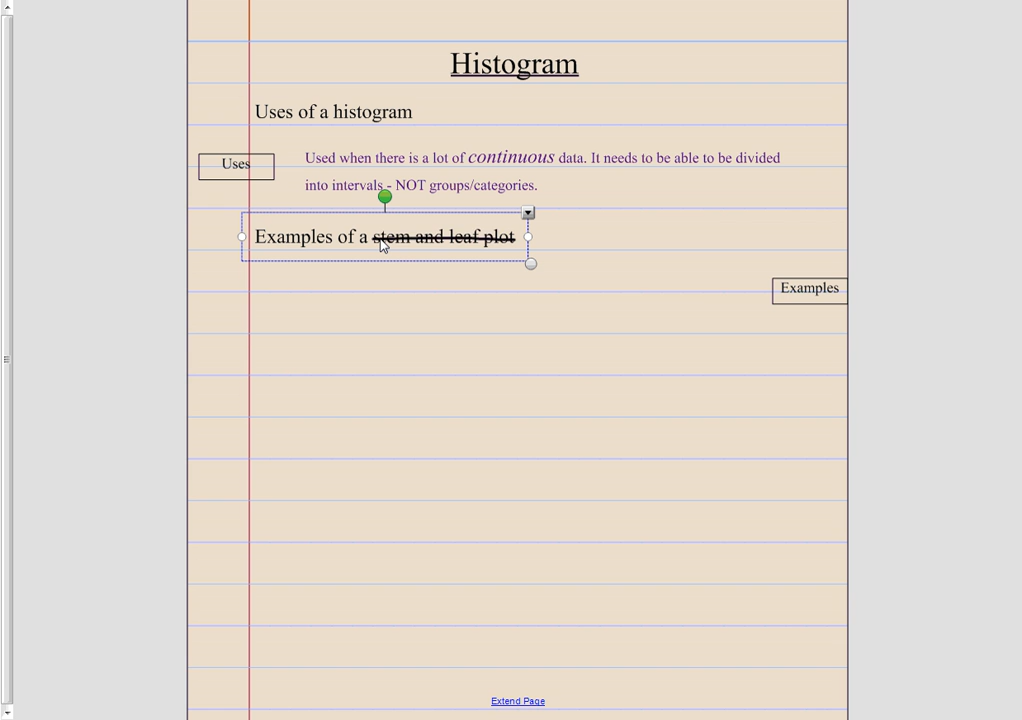 Histogram
Uses of a histogram
Uses
Used when there is a lot of continuous data. It needs to be able to be divided
into intervals - NOT groups/categories.
Examples of a stem and leaf plot
Examples
Extend Page